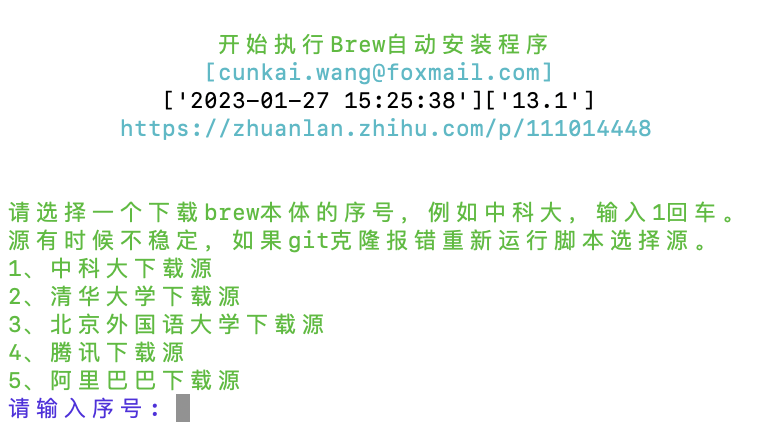 开始执行Brew自动安装程序
[cunkai.wang@foxmail.com]
['2023-01-27 15:25:38']['13.1']
https://zhuanlan.zhihu.com/p/111014448
请选择一个下载brew本体的序号，例如中科大，输入1回车。
源有时候不稳定，如果git克隆报错重新运行脚本选择源。
1、中科大下载源
2、清华大学下载源
3、北京外国语大学下载源
4、腾讯下载源
5、阿里巴巴下载源
请输入序号：